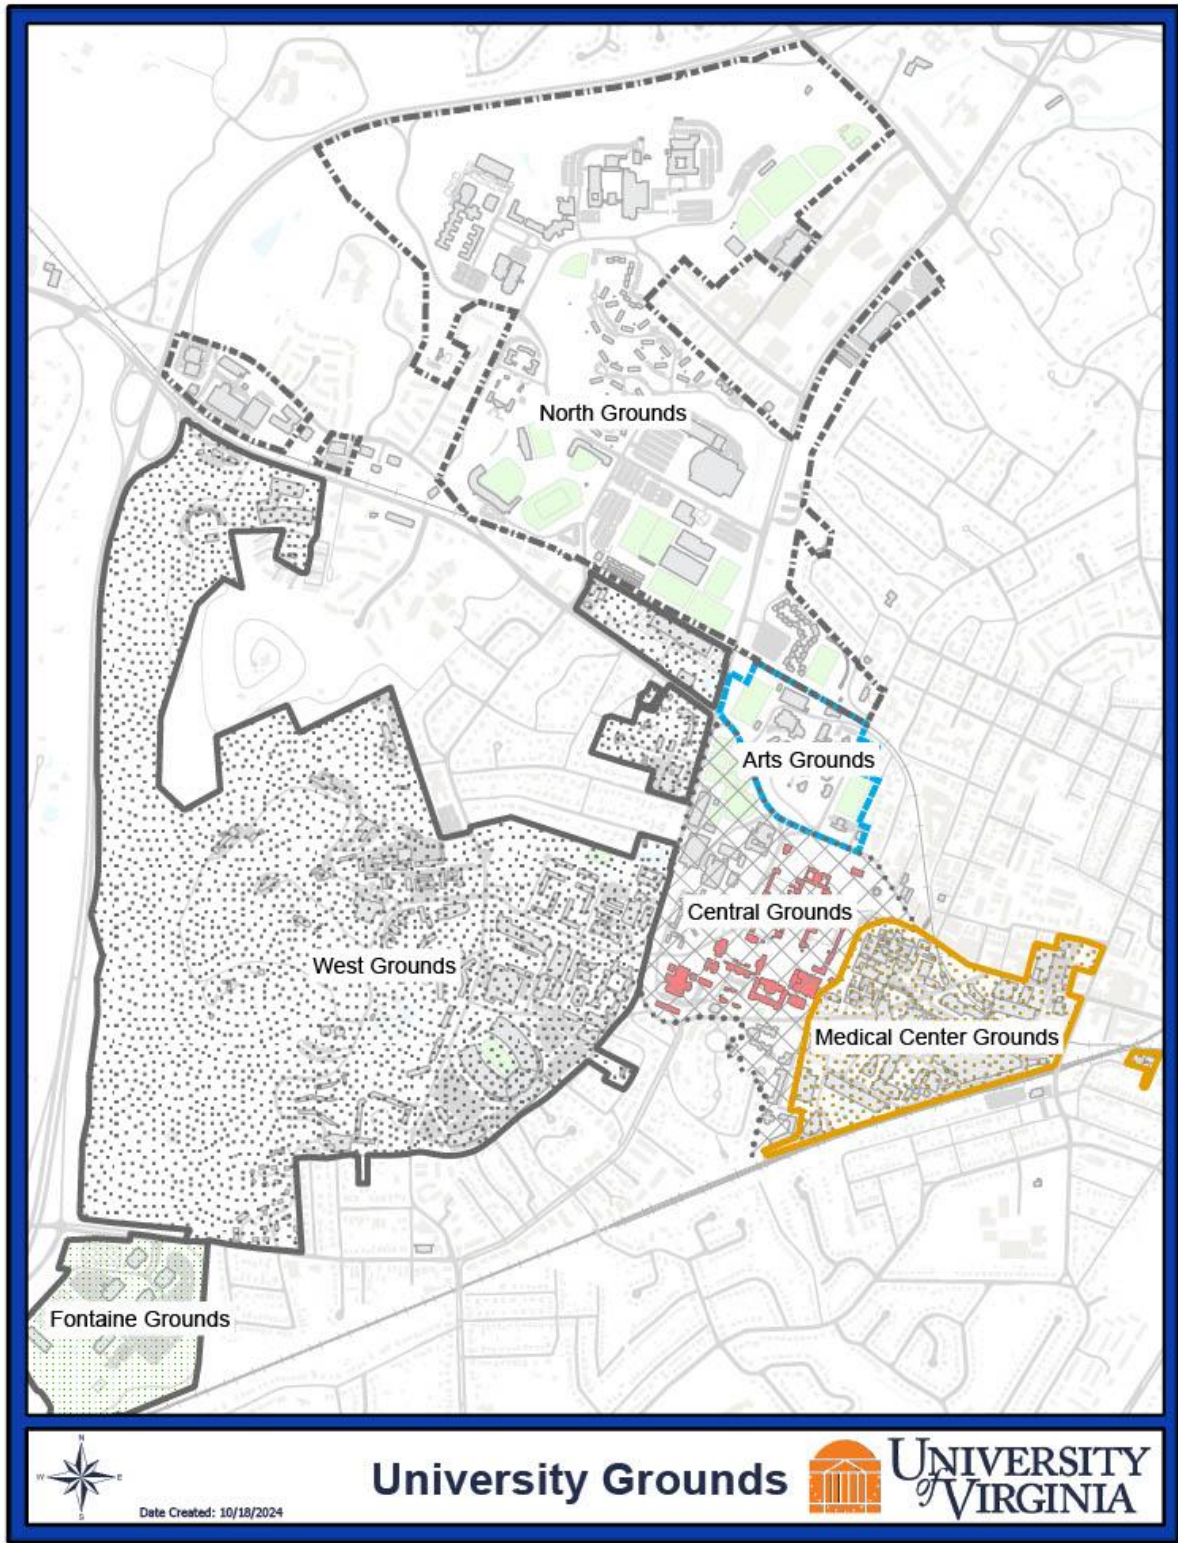 North Grounds
Arts Grounds
Central Grounds
West Grounds
Medical Center Grounds
Fontaine Grounds
N
W E
S
Date Created: 10/18/2024
University Grounds
UNIVERSITY
of VIRGINIA